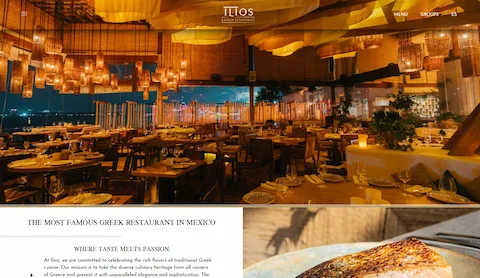 ILIOS
GREEK ESTIATORIO
MENU
GROUPS
ES
THE MOST FAMOUS GREEK RESTAURANT IN MEXICO
WHERE TASTE MEETS PASSION
At Ilios, we are committed to celebrating the rich flavors of traditional Greek
cuisine. Our mission is to take the diverse culinary heritage from all corners
of Greece and present it with unparalleled elegance and sophistication. The